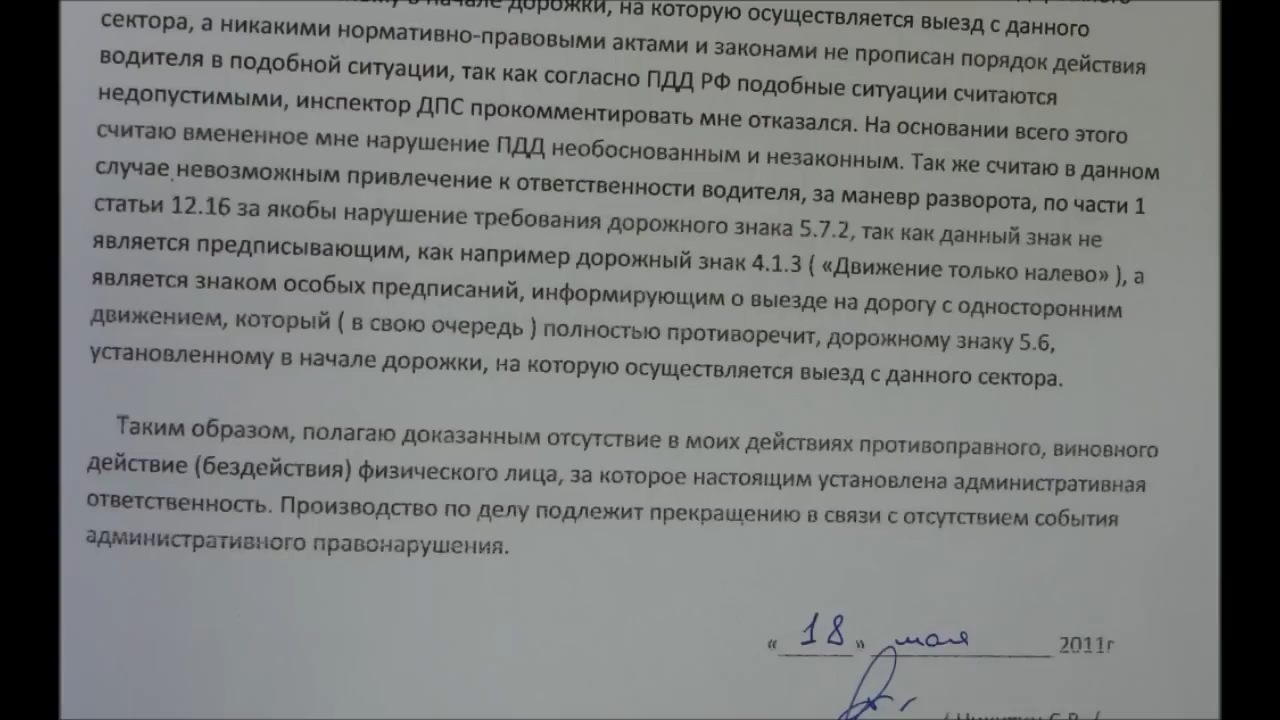 в начале дорожки, на которую осуществляется выезд с данного
сектора, а никакими нормативно-правовыми актами и законами не прописан порядок действия
водителя в подобной ситуации, так как согласно ПДД РФ подобные ситуации считаются
недопустимыми, инспектор ДПС прокомментировать мне отказался. На основании всего этого
считаю вмененное мне нарушение ПДД необоснованным и незаконным. Так же считаю в данном
случае невозможным привлечение к ответственности водителя, за маневр разворота, по части 1
статьи 12.16 за якобы нарушение требования дорожного знака 5.7.2, так как данный знак не
является предписывающим, как например дорожный знак 4.1.3 ( «Движение только налево» ), а
является знаком особых предписаний, информирующим о выезде на дорогу с односторонним
движением, который ( в свою очередь ) полностью противоречит, дорожному знаку 5.6,
установленному в начале дорожки, на которую осуществляется выезд с данного сектора.
Таким образом, полагаю доказанным отсутствие в моих действиях противоправного, виновного
действие (бездействия) физического лица, за которое настоящим установлена административная
ответственность. Производство по делу подлежит прекращению в связи с отсутствием события
административного правонарушения.
« 18 » мая 2011г